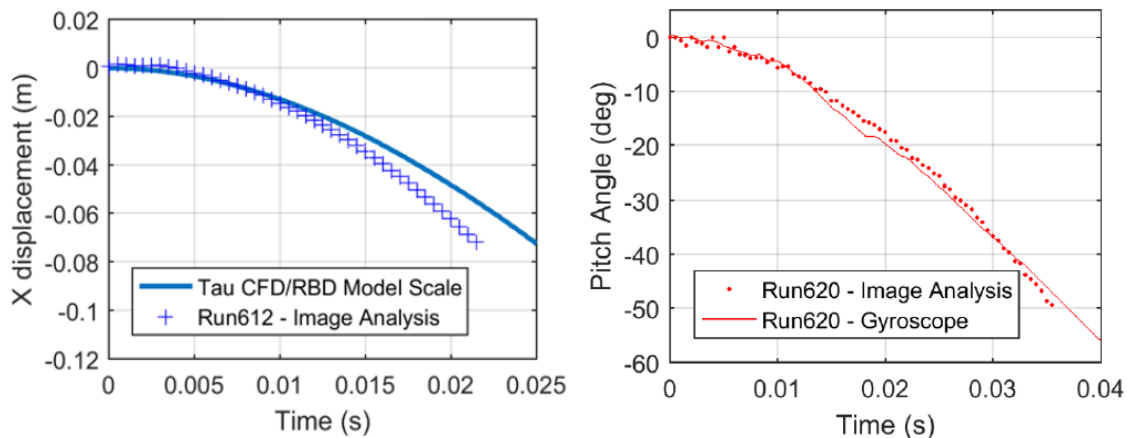 0.02
0
-0.02
-0.04
-0.06
-0.08
-0.1
-0.12
X displacement (m)
Tau CFD/RBD Model Scale
Run612 - Image Analysis
0 0.005 0.01 0.015 0.02 0.025
Time (s)
0
-10
-20
-30
-40
-50
-60
Pitch Angle (deg)
Run620 - Image Analysis
Run620 - Gyroscope
0 0.01 0.02 0.03 0.04
Time (s)